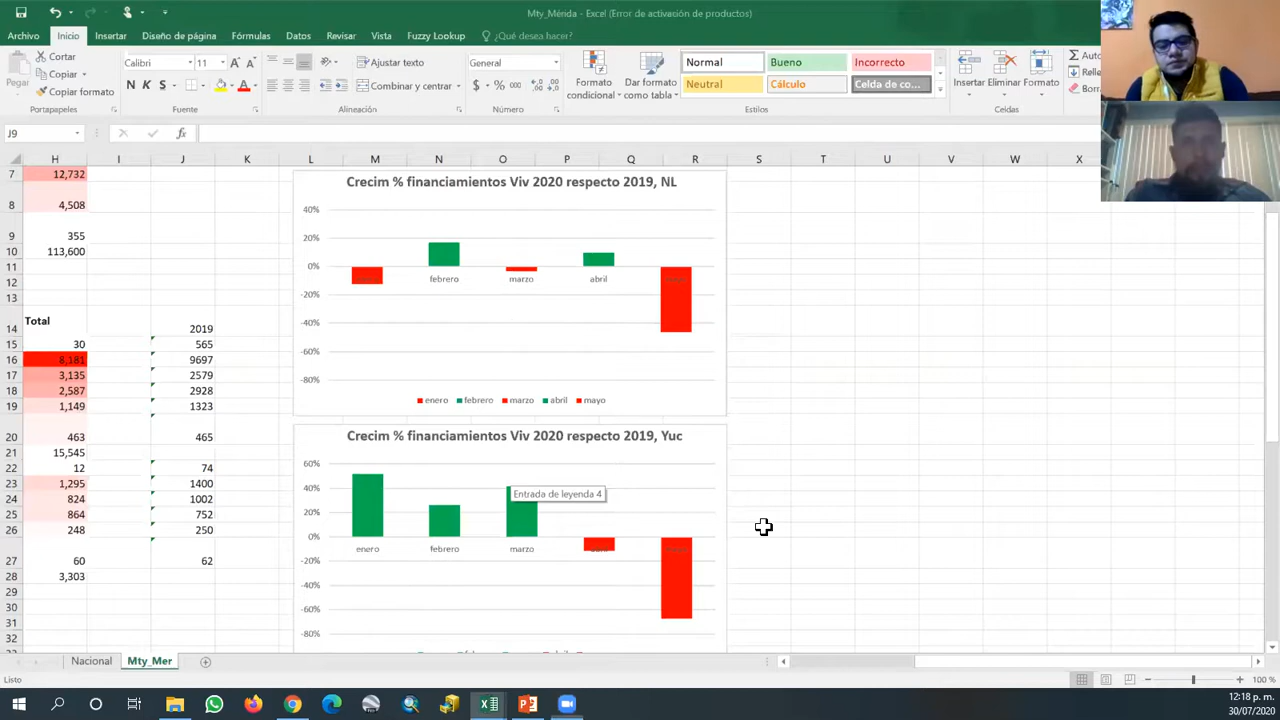 Mty_Mérida - Excel (Error de activación de productos)
Archivo Inicio Insertar Diseño de página Fórmulas Datos Revisar Vista Fuzzy Lookup ¿Qué desea hacer?
Cortar
Copiar
Copiar formato
Portapapeles
Calibri 11
N K S
Fuente
Ajustar texto
Combinar y centrar
Alineación
General
$ % 000
Número
Formato condicional
Dar formato como tabla
Normal Bueno Incorrecto
Neutral Cálculo Celda de co...
Estilos
Insertar Eliminar Formato
Celdas
J9
fx
H I J K L M N O P Q R S T U V W X
7 12,732
8 4,508
9 355
10 113,600
11
12
13
14 Total 2019
15 30 565
16 8,181 9697
17 3,135 2579
18 2,587 2928
19 1,149 1323
20 463 465
21 15,545
22 12 74
23 1,295 1400
24 824 1002
25 864 752
26 248 250
27 60 62
28 3,303
29
30
31
32
Crecim % financiamientos Viv 2020 respecto 2019, NL
40%
20%
0%
-20%
-40%
-60%
-80%
febrero marzo abril
enero febrero marzo abril mayo
Crecim % financiamientos Viv 2020 respecto 2019, Yuc
60%
40%
20%
0%
-20%
-40%
-60%
-80%
Entrada de leyenda 4
enero febrero marzo abril
Nacional Mty_Mer
Listo
100 %
12:18 p. m.
30/07/2020